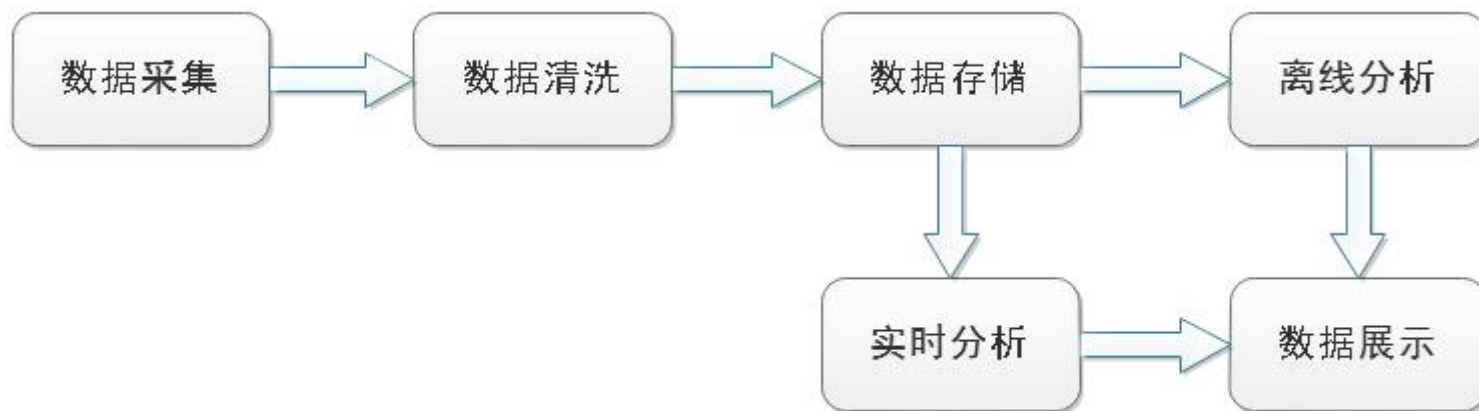 数据采集
数据清洗
数据存储
离线分析
实时分析
数据展示